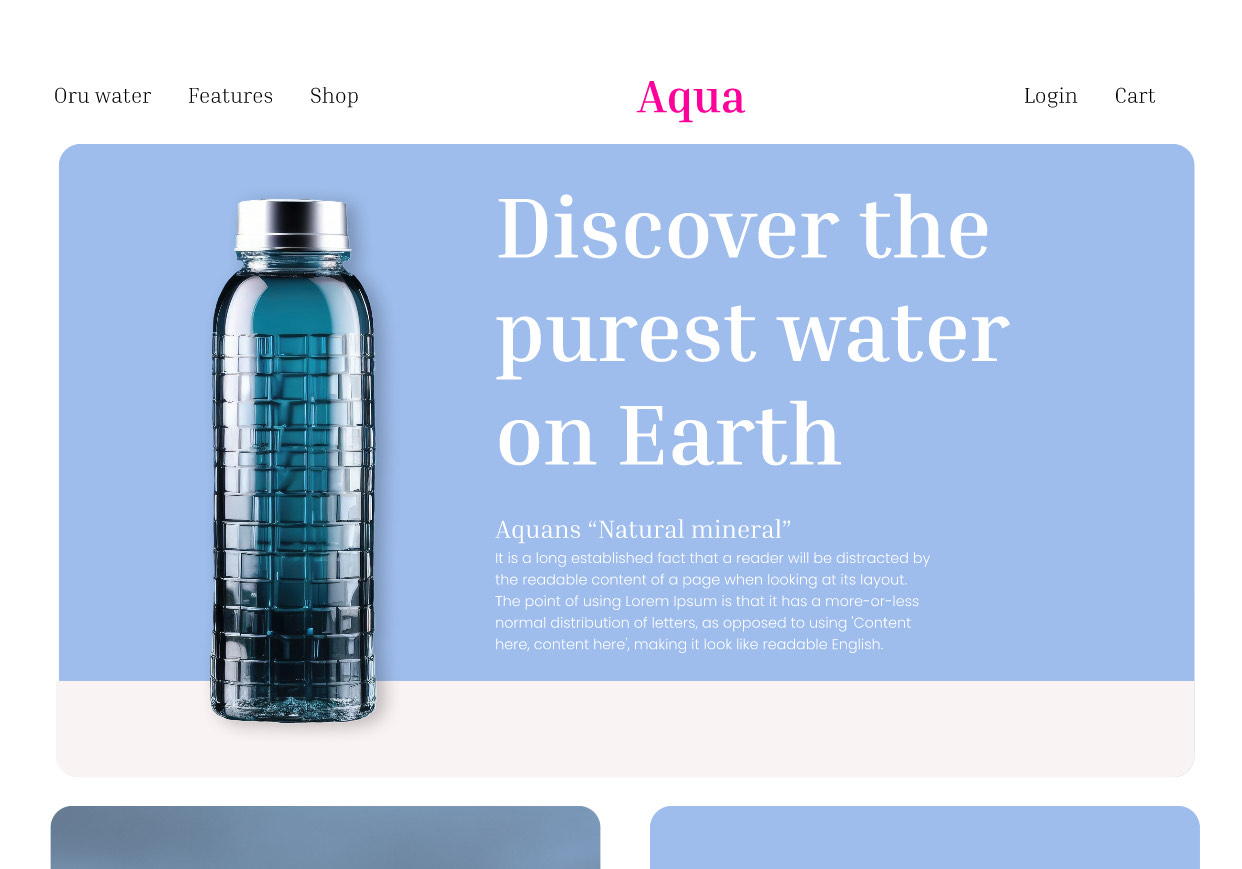 Oru water Features Shop Aqua Login Cart
Discover the
purest water
on Earth
Aquans “Natural mineral”
It is a long established fact that a reader will be distracted by
the readable content of a page when looking at its layout.
The point of using Lorem Ipsum is that it has a more-or-less
normal distribution of letters, as opposed to using 'Content
here, content here', making it look like readable English.